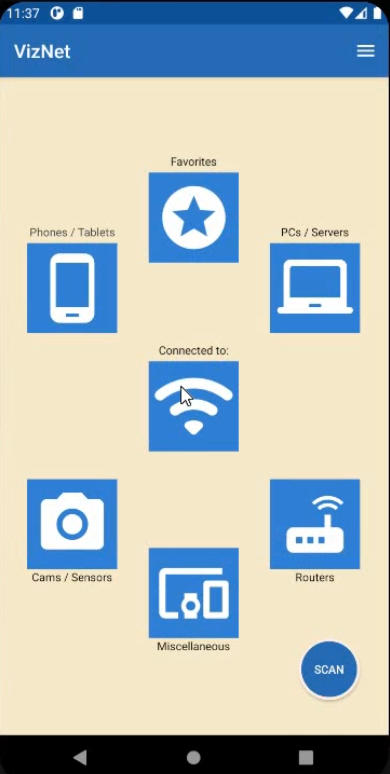 11:37
VizNet
Favorites
Phones / Tablets
PCs / Servers
Connected to:
Cams / Sensors
Routers
Miscellaneous
SCAN